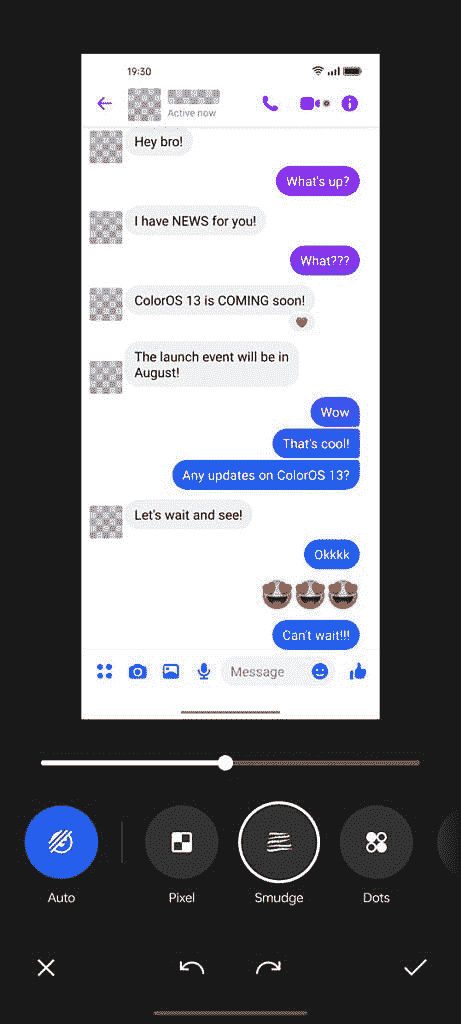 19:30
Active now
Hey bro!
What's up?
I have NEWS for you!
What???
ColorOS 13 is COMING soon!
The launch event will be in
August!
Wow
That's cool!
Any updates on ColorOS 13?
Let's wait and see!
Okkkk
Can't wait!!!
Message
Auto
Pixel
Smudge
Dots